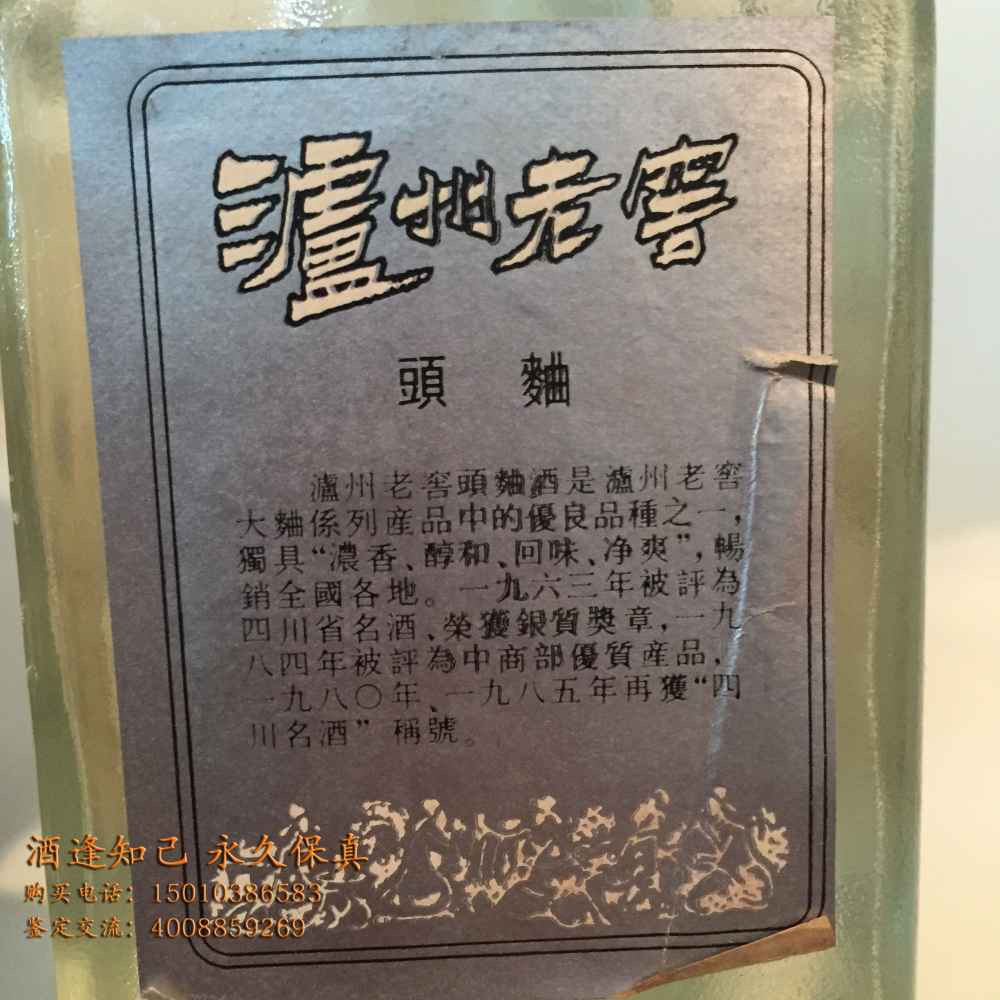 瀘州老窖
頭麯
瀘州老窖頭麯酒是瀘州老窖
大麯係列産品中的優良品種之一，
獨具“濃香、醇和、回味、净爽”，暢
銷全國各地。一九六三年被評為
四川省名酒、榮獲銀質獎章，一九
八四年被評為中商部優質産品，
一九八〇年、一九八五年再獲“四
川名酒”稱號。
酒逢知己 永久保真
购买电话：15010386583
鉴定交流：4008859269